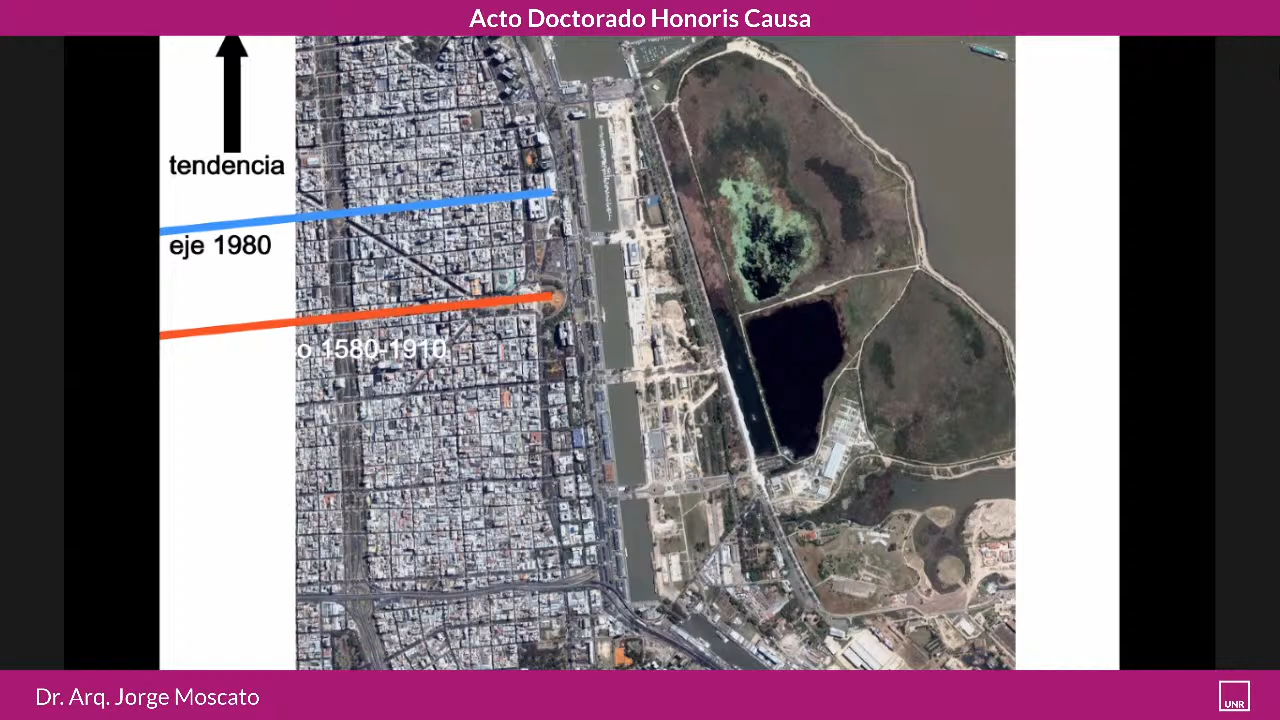 Acto Doctorado Honoris Causa
tendencia
eje 1980
o 1580-1910
Dr. Arq. Jorge Moscato
UNR